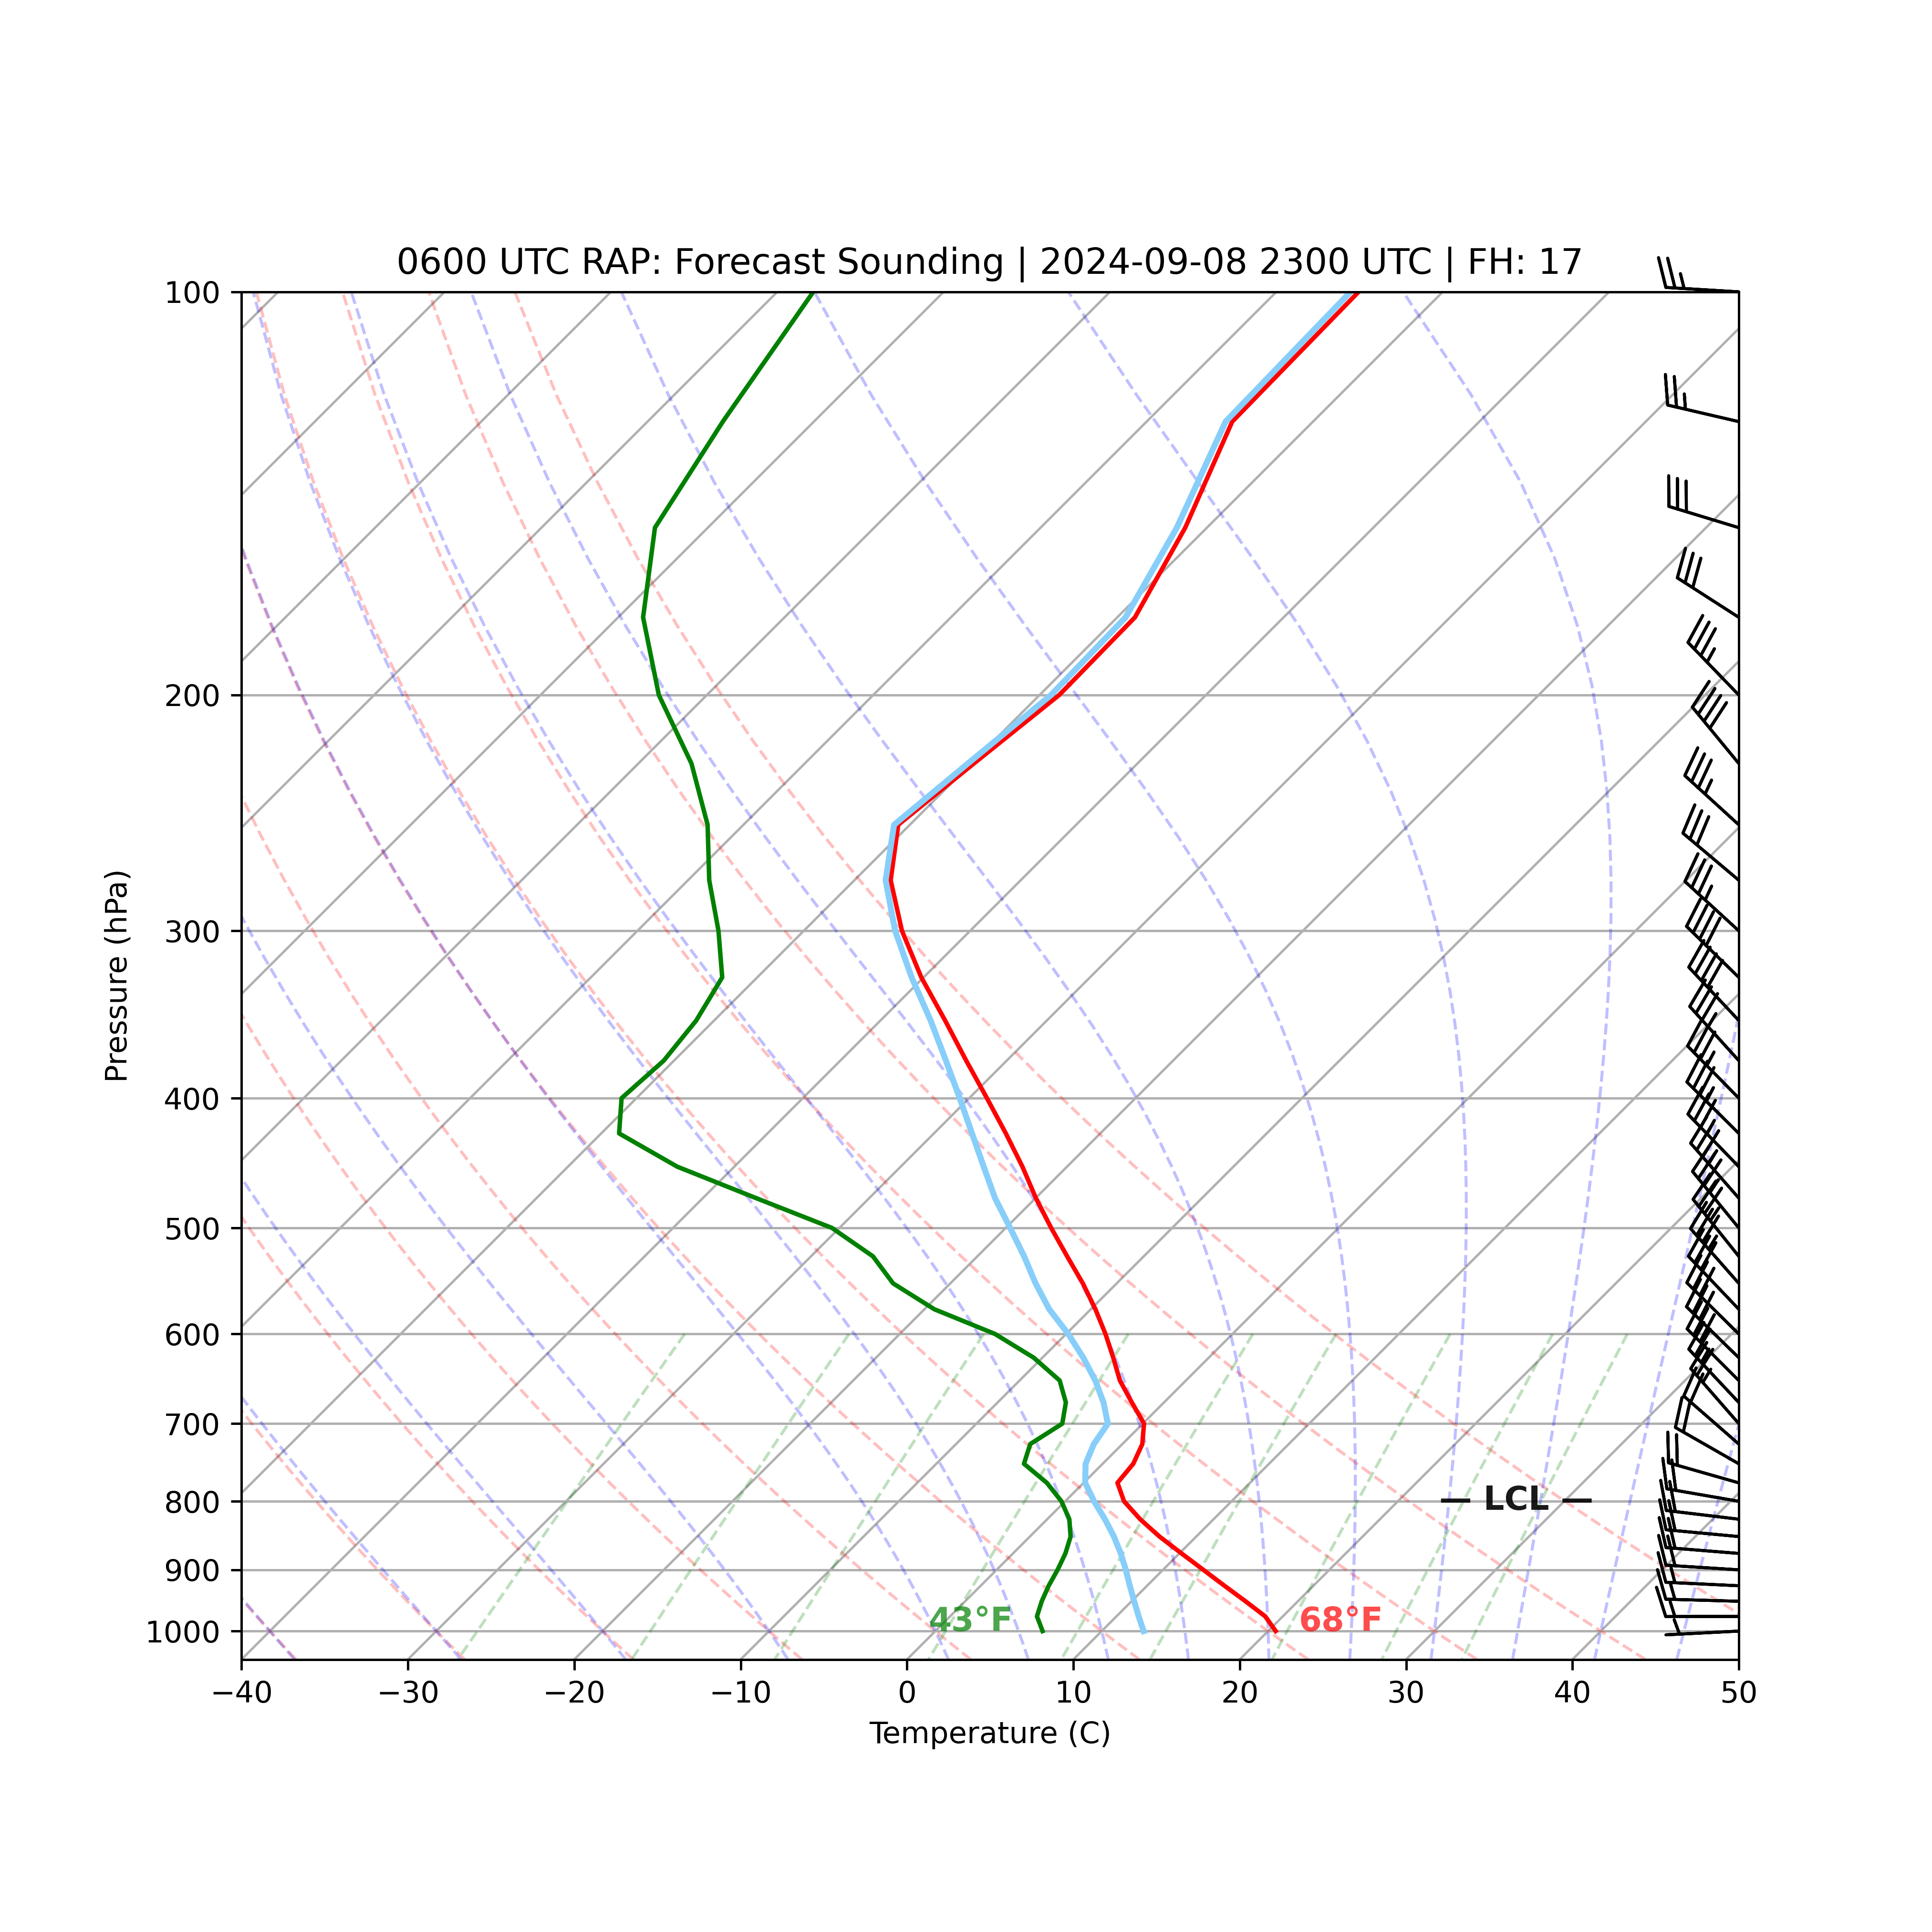 0600 UTC RAP: Forecast Sounding | 2024-09-08 2300 UTC | FH: 17
100
200
300
Pressure (hPa)
400
500
600
700
800
— LCL —
900
43°F 68°F
1000
−40 −30 −20 −10 0 10 20 30 40 50
Temperature (C)